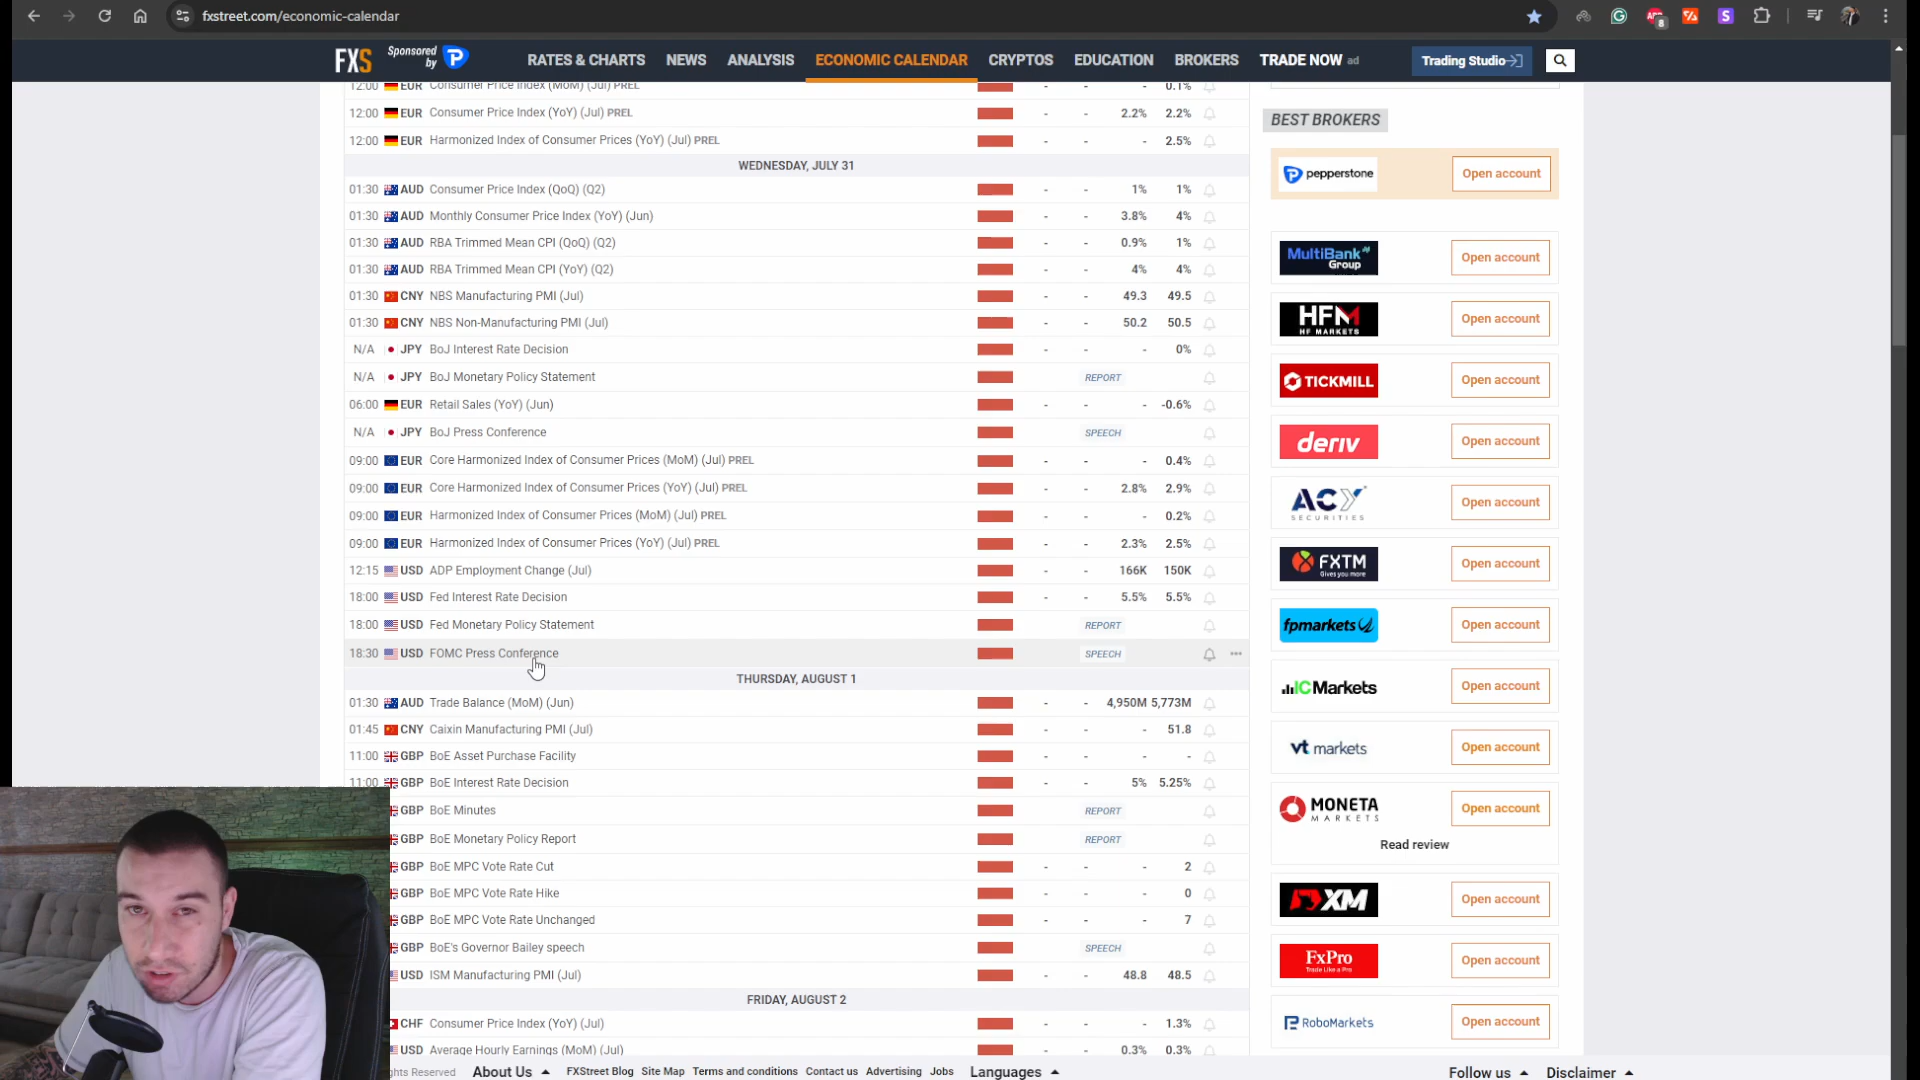 fxstreet.com/economic-calendar
FXS Sponsored by P RATES & CHARTS NEWS ANALYSIS ECONOMIC CALENDAR CRYPTOS EDUCATION BROKERS TRADE NOW ad Trading Studio
12:00 EUR Consumer Price Index (MoM) (Jul) PREL - - - 0.1%
12:00 EUR Consumer Price Index (YoY) (Jul) PREL - - 2.2% 2.2%
12:00 EUR Harmonized Index of Consumer Prices (YoY) (Jul) PREL - - - 2.5%
WEDNESDAY, JULY 31
01:30 AUD Consumer Price Index (QoQ) (Q2) - - 1% 1%
01:30 AUD Monthly Consumer Price Index (YoY) (Jun) - - 3.8% 4%
01:30 AUD RBA Trimmed Mean CPI (QoQ) (Q2) - - 0.9% 1%
01:30 AUD RBA Trimmed Mean CPI (YoY) (Q2) - - 4% 4%
01:30 CNY NBS Manufacturing PMI (Jul) - - 49.3 49.5
01:30 CNY NBS Non-Manufacturing PMI (Jul) - - 50.2 50.5
N/A JPY BoJ Interest Rate Decision - - - 0%
N/A JPY BoJ Monetary Policy Statement REPORT
06:00 EUR Retail Sales (YoY) (Jun) - - - -0.6%
N/A JPY BoJ Press Conference SPEECH
09:00 EUR Core Harmonized Index of Consumer Prices (MoM) (Jul) PREL - - - 0.4%
09:00 EUR Core Harmonized Index of Consumer Prices (YoY) (Jul) PREL - - 2.8% 2.9%
09:00 EUR Harmonized Index of Consumer Prices (MoM) (Jul) PREL - - - 0.2%
09:00 EUR Harmonized Index of Consumer Prices (YoY) (Jul) PREL - - 2.3% 2.5%
12:15 USD ADP Employment Change (Jul) - - 166K 150K
18:00 USD Fed Interest Rate Decision - - 5.5% 5.5%
18:00 USD Fed Monetary Policy Statement REPORT
18:30 USD FOMC Press Conference SPEECH
THURSDAY, AUGUST 1
01:30 AUD Trade Balance (MoM) (Jun) - - 4,950M 5,773M
01:45 CNY Caixin Manufacturing PMI (Jul) - - - 51.8
11:00 GBP BoE Asset Purchase Facility - - - -
11:00 GBP BoE Interest Rate Decision - - 5% 5.25%
GBP BoE Minutes REPORT
GBP BoE Monetary Policy Report REPORT
GBP BoE MPC Vote Rate Cut - - - 2
GBP BoE MPC Vote Rate Hike - - - 0
GBP BoE MPC Vote Rate Unchanged - - - 7
GBP BoE's Governor Bailey speech SPEECH
USD ISM Manufacturing PMI (Jul) - - 48.8 48.5
FRIDAY, AUGUST 2
CHF Consumer Price Index (YoY) (Jul) - - - 1.3%
USD Average Hourly Earnings (MoM) (Jul) - - 0.3% 0.3%
BEST BROKERS
pepperstone Open account
MultiBank Group Open account
HFM HF MARKETS Open account
TICKMILL Open account
deriv Open account
ACY SECURITIES Open account
FXTM Gives you more Open account
fpmarkets Open account
IC Markets Open account
vt markets Open account
MONETA MARKETS Open account
Read review
XM Open account
FxPro Trade Like a Pro Open account
RoboMarkets Open account
ghts Reserved About Us FXStreet Blog Site Map Terms and conditions Contact us Advertising Jobs Languages Follow us Disclaimer